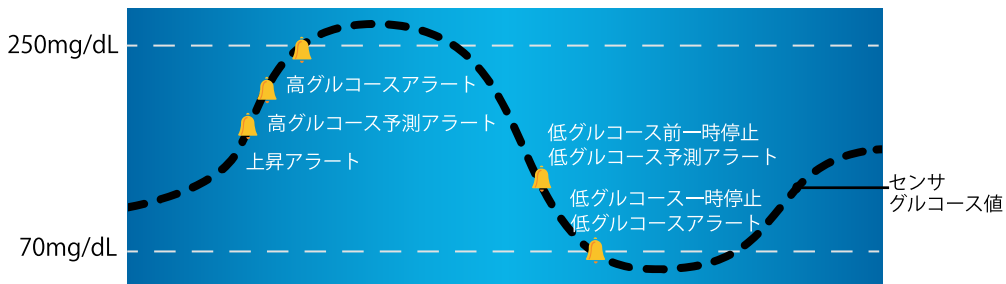 250mg/dL
高グルコースアラート
高グルコース予測アラート
上昇アラート
低グルコース前一時停止
低グルコース予測アラート
低グルコース一時停止
低グルコースアラート
センサ
グルコース値
70mg/dL